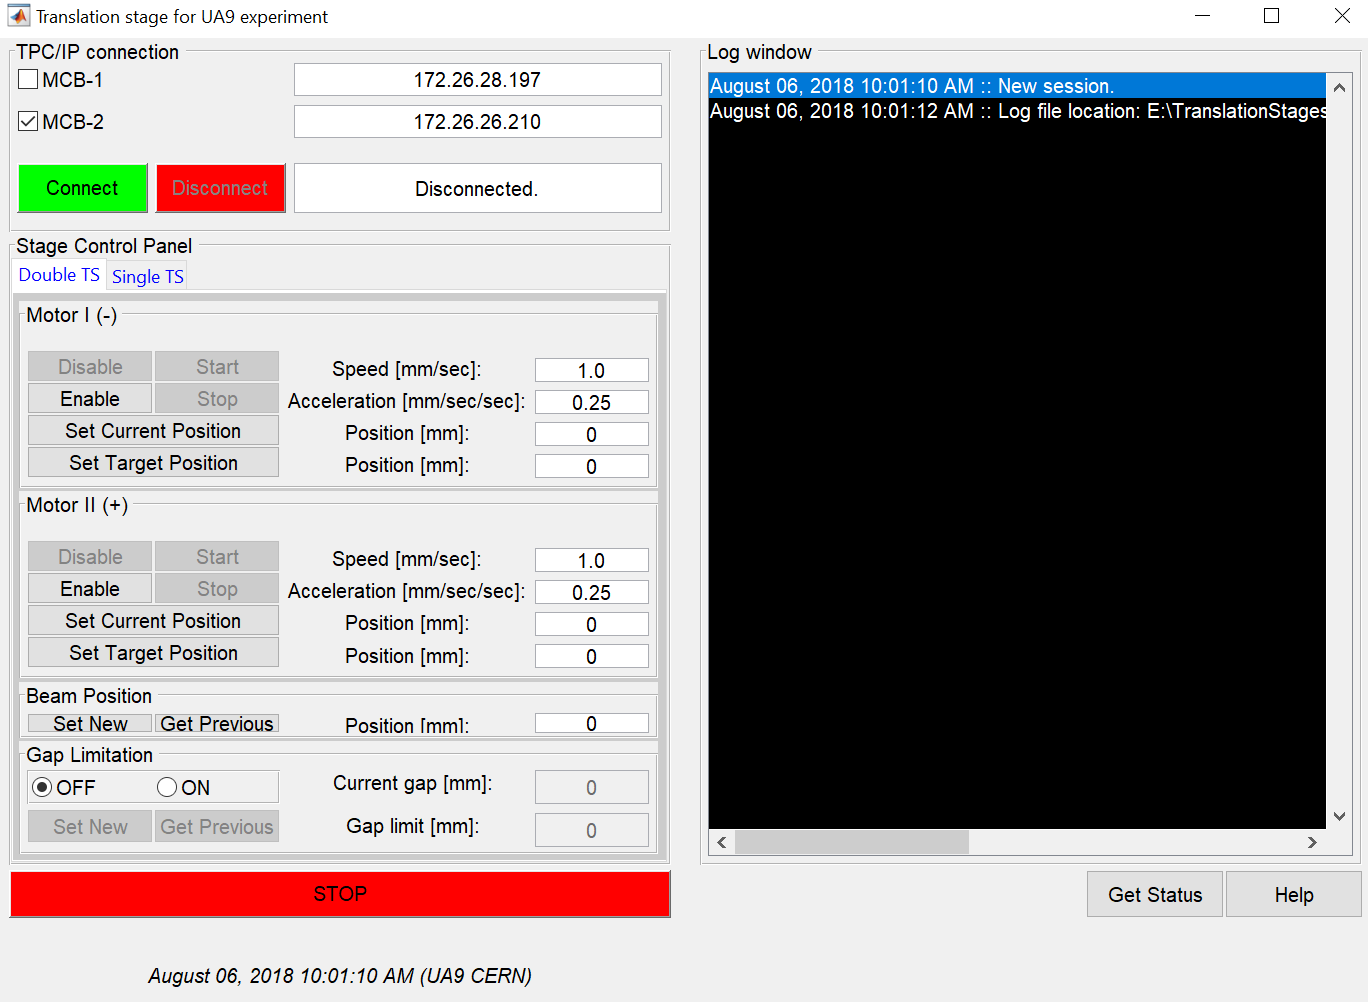 Translation stage for UA9 experiment
TPC/IP connection
MCB-1
172.26.28.197
MCB-2
172.26.26.210
Connect
Disconnect
Disconnected.
Stage Control Panel
Double TS
Single TS
Motor I (-)
Disable
Start
Speed [mm/sec]:
1.0
Enable
Stop
Acceleration [mm/sec/sec]:
0.25
Set Current Position
Position [mm]:
0
Set Target Position
Position [mm]:
0
Motor II (+)
Disable
Start
Speed [mm/sec]:
1.0
Enable
Stop
Acceleration [mm/sec/sec]:
0.25
Set Current Position
Position [mm]:
0
Set Target Position
Position [mm]:
0
Beam Position
Set New
Get Previous
Position [mm]:
0
Gap Limitation
OFF
ON
Current gap [mm]:
0
Set New
Get Previous
Gap limit [mm]:
0
STOP
August 06, 2018 10:01:10 AM (UA9 CERN)
Log window
August 06, 2018 10:01:10 AM :: New session.
August 06, 2018 10:01:12 AM :: Log file location: E:\TranslationStages
Get Status
Help